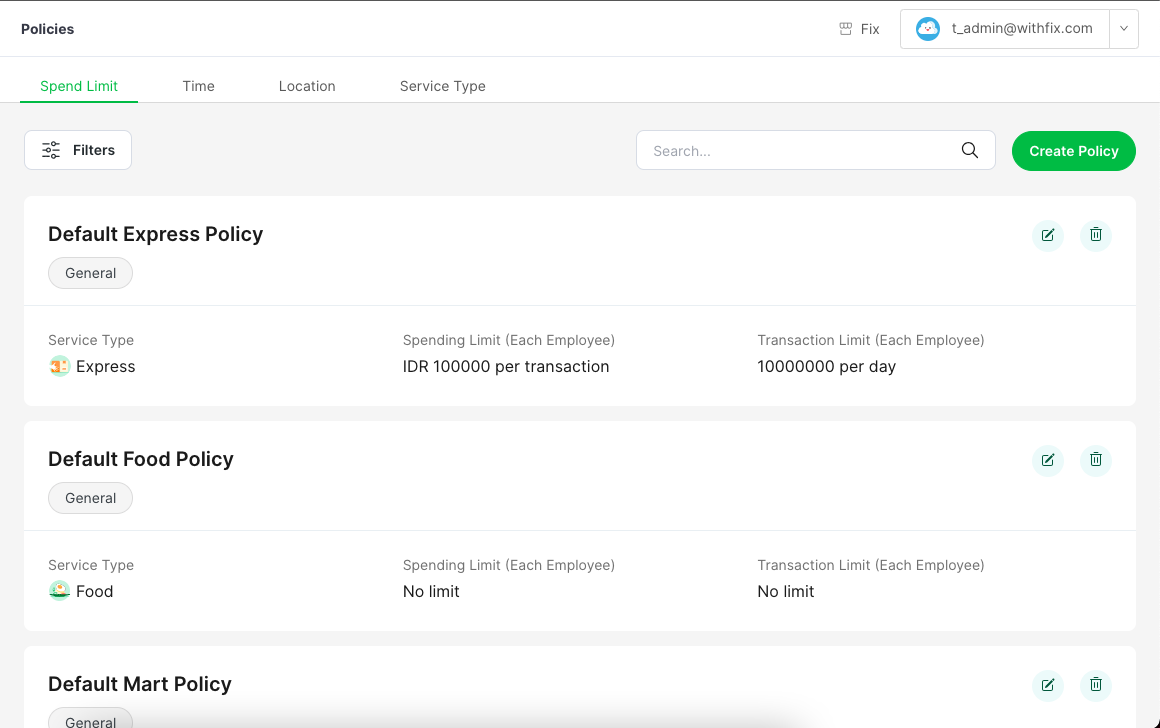 Policies
Fix
t_admin@withfix.com
Spend Limit
Time
Location
Service Type
Filters
Search...
Create Policy
Default Express Policy
General
Service Type
Spending Limit (Each Employee)
Transaction Limit (Each Employee)
Express
IDR 100000 per transaction
10000000 per day
Default Food Policy
General
Service Type
Spending Limit (Each Employee)
Transaction Limit (Each Employee)
Food
No limit
No limit
Default Mart Policy
General